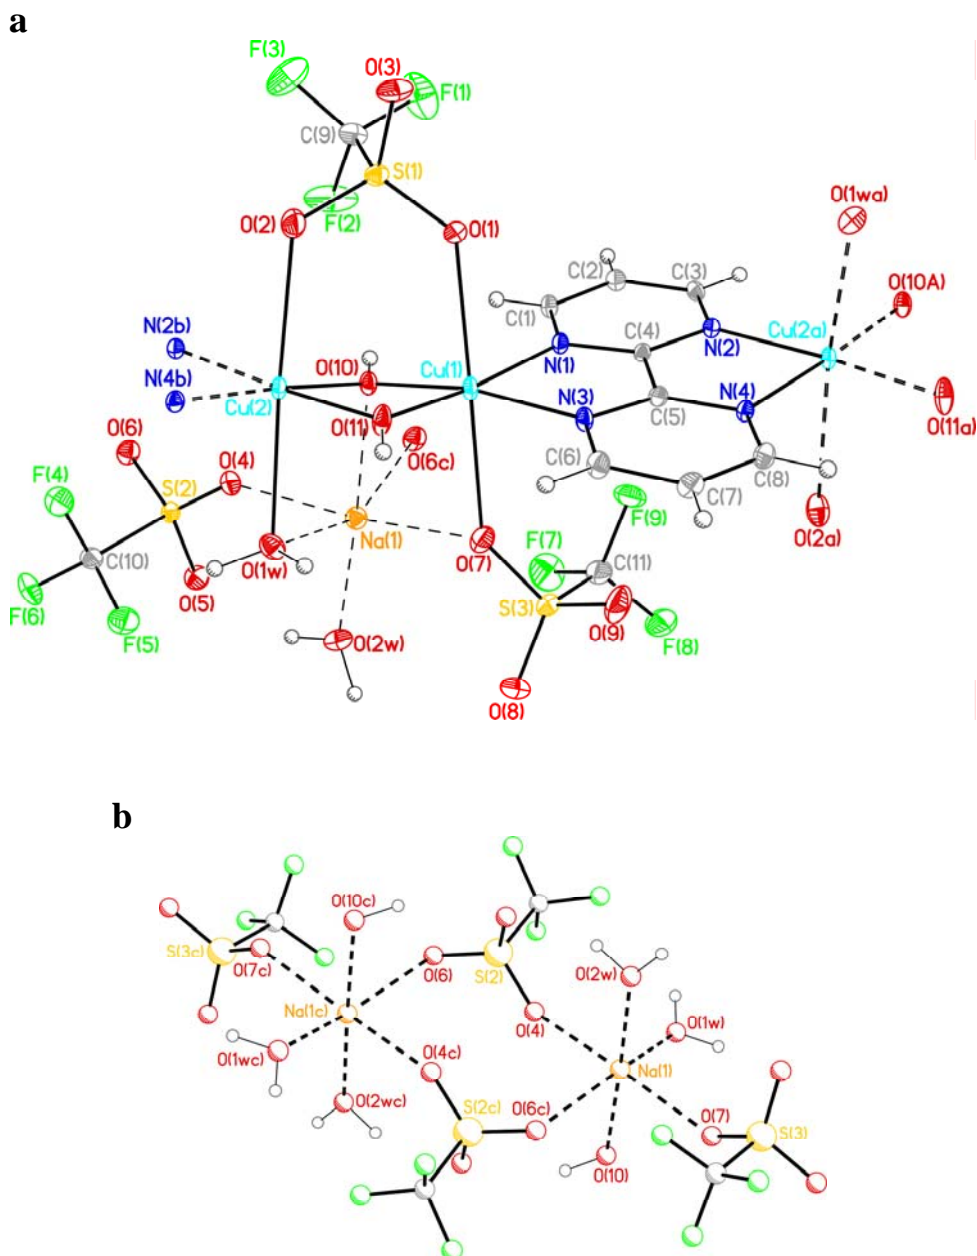 a
F(3)
O(3)
F(1)
C(9)
S(1)
F(2)
O(2)
O(1)
O(1wa)
C(2)
C(3)
O(10A)
C(1)
N(2b)
C(4)
N(2)
Cu(2a)
O(10)
Cu(1)
N(1)
N(4b)
Cu(2)
N(3)
C(5)
N(4)
O(11a)
O(11)
O(6)
O(6c)
C(6)
C(8)
F(4)
O(4)
S(2)
C(7)
F(9)
Na(1)
O(2a)
C(10)
O(7)
F(7)
C(11)
O(1w)
F(6)
O(5)
S(3)
O(9)
F(5)
F(8)
O(2w)
O(8)
b
O(10c)
S(3c)
O(7c)
O(6)
S(2)
O(2w)
Na(1c)
O(4)
O(1w)
O(1wc)
O(4c)
Na(1)
O(2wc)
S(2c)
O(6c)
O(7)
S(3)
O(10)